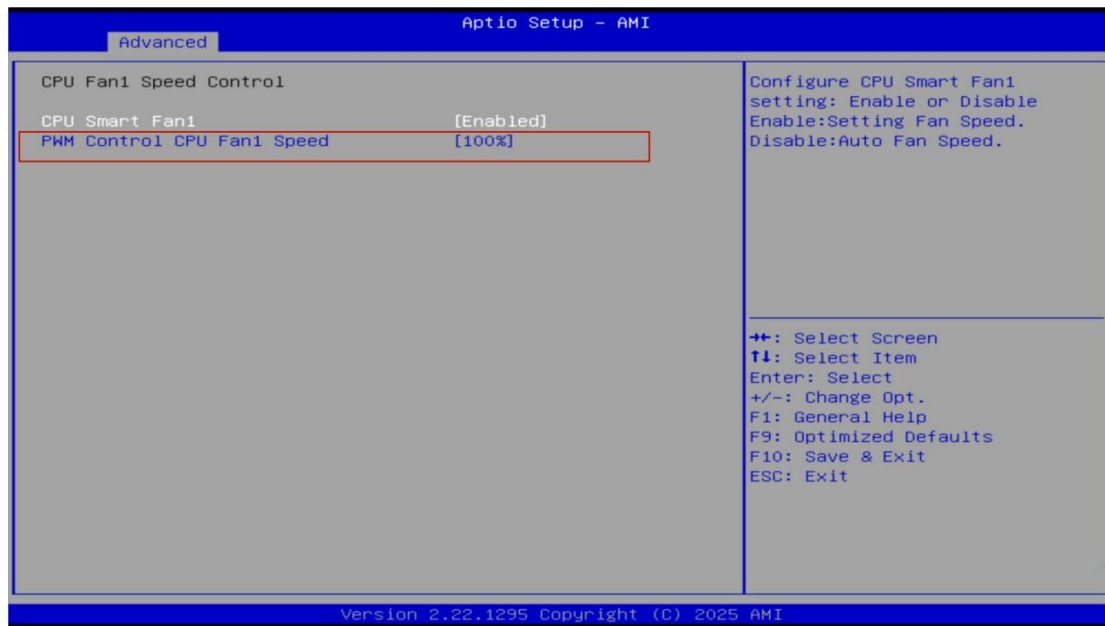 Aptio Setup - AMI
Advanced
CPU Fan1 Speed Control
CPU Smart Fan1 [Enabled]
PWM Control CPU Fan1 Speed [100%]
Configure CPU Smart Fan1
setting: Enable or Disable
Enable:Setting Fan Speed.
Disable:Auto Fan Speed.
→←: Select Screen
↑↓: Select Item
Enter: Select
+/-: Change Opt.
F1: General Help
F9: Optimized Defaults
F10: Save & Exit
ESC: Exit
Version 2.22.1295 Copyright (C) 2025 AMI